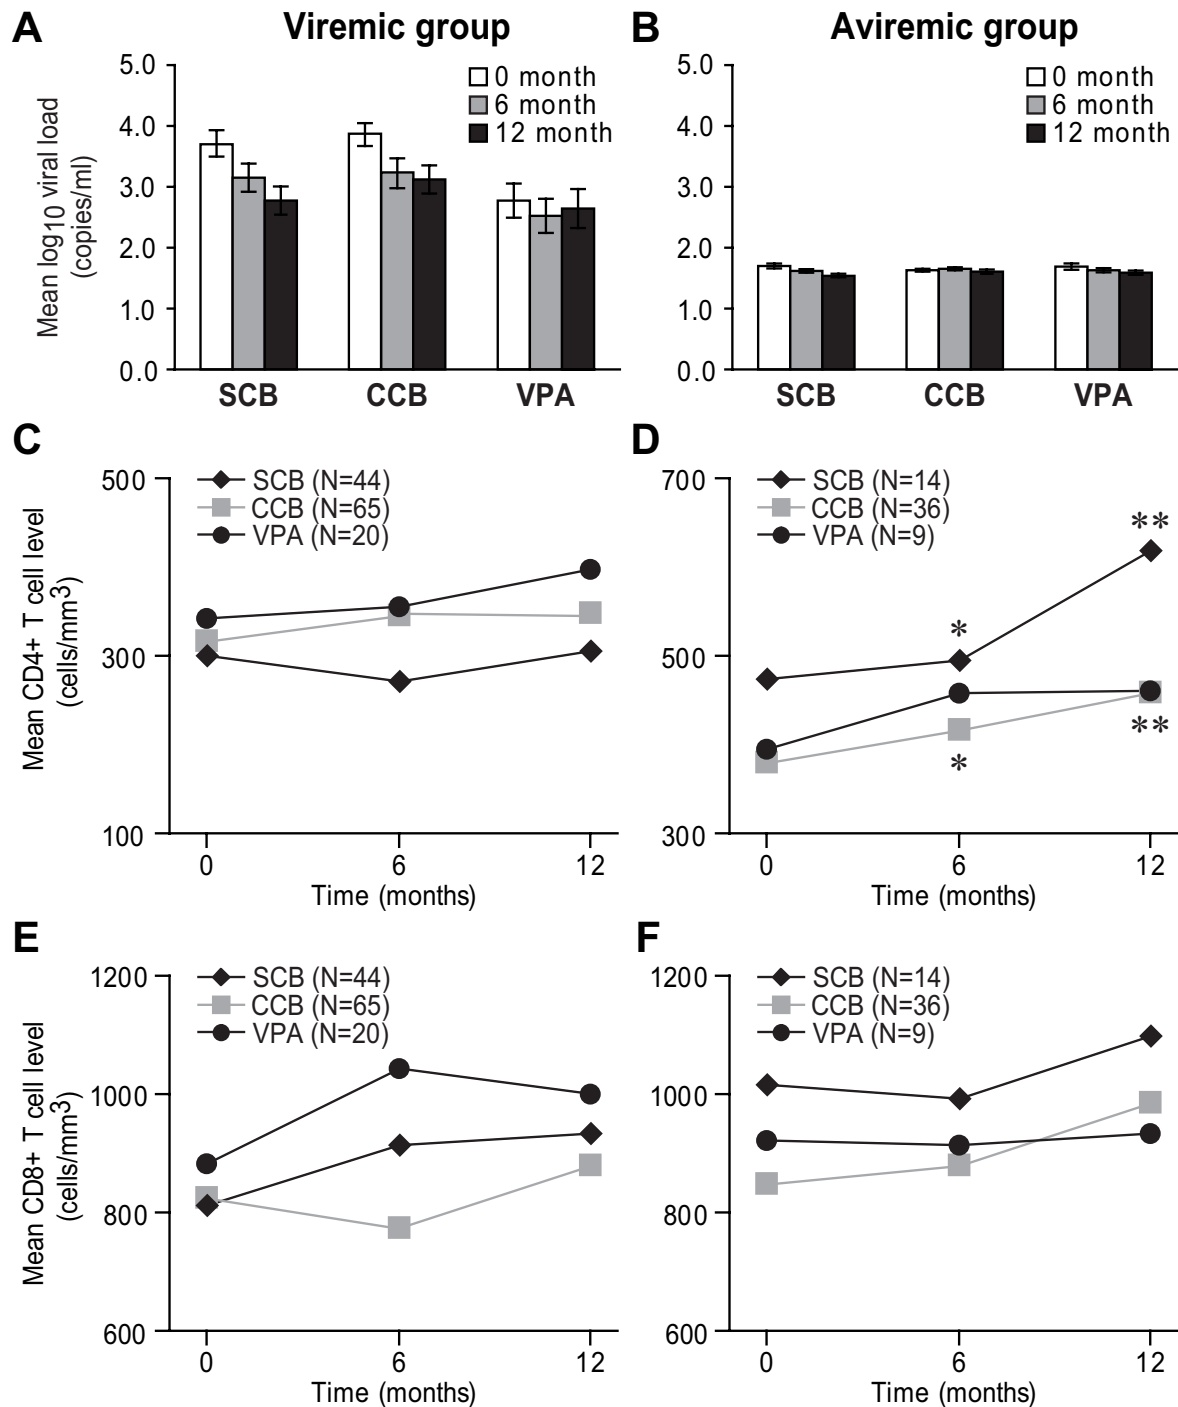 A Viremic group
B Aviremic group
Mean log10 viral load
(copies/ml)
5.0
4.0
3.0
2.0
1.0
0.0
0 month
6 month
12 month
SCB CCB VPA
5.0
4.0
3.0
2.0
1.0
0.0
0 month
6 month
12 month
SCB CCB VPA
C
Mean CD4+ T cell level
(cells/mm3)
500
300
100
SCB (N=44)
CCB (N=65)
VPA (N=20)
0 6 12
Time (months)
D
700
500
300
SCB (N=14)
CCB (N=36)
VPA (N=9)
**
*
**
*
0 6 12
Time (months)
E
Mean CD8+ T cell level
(cells/mm3)
1200
1000
800
600
SCB (N=44)
CCB (N=65)
VPA (N=20)
0 6 12
Time (months)
F
1200
1000
800
600
SCB (N=14)
CCB (N=36)
VPA (N=9)
0 6 12
Time (months)